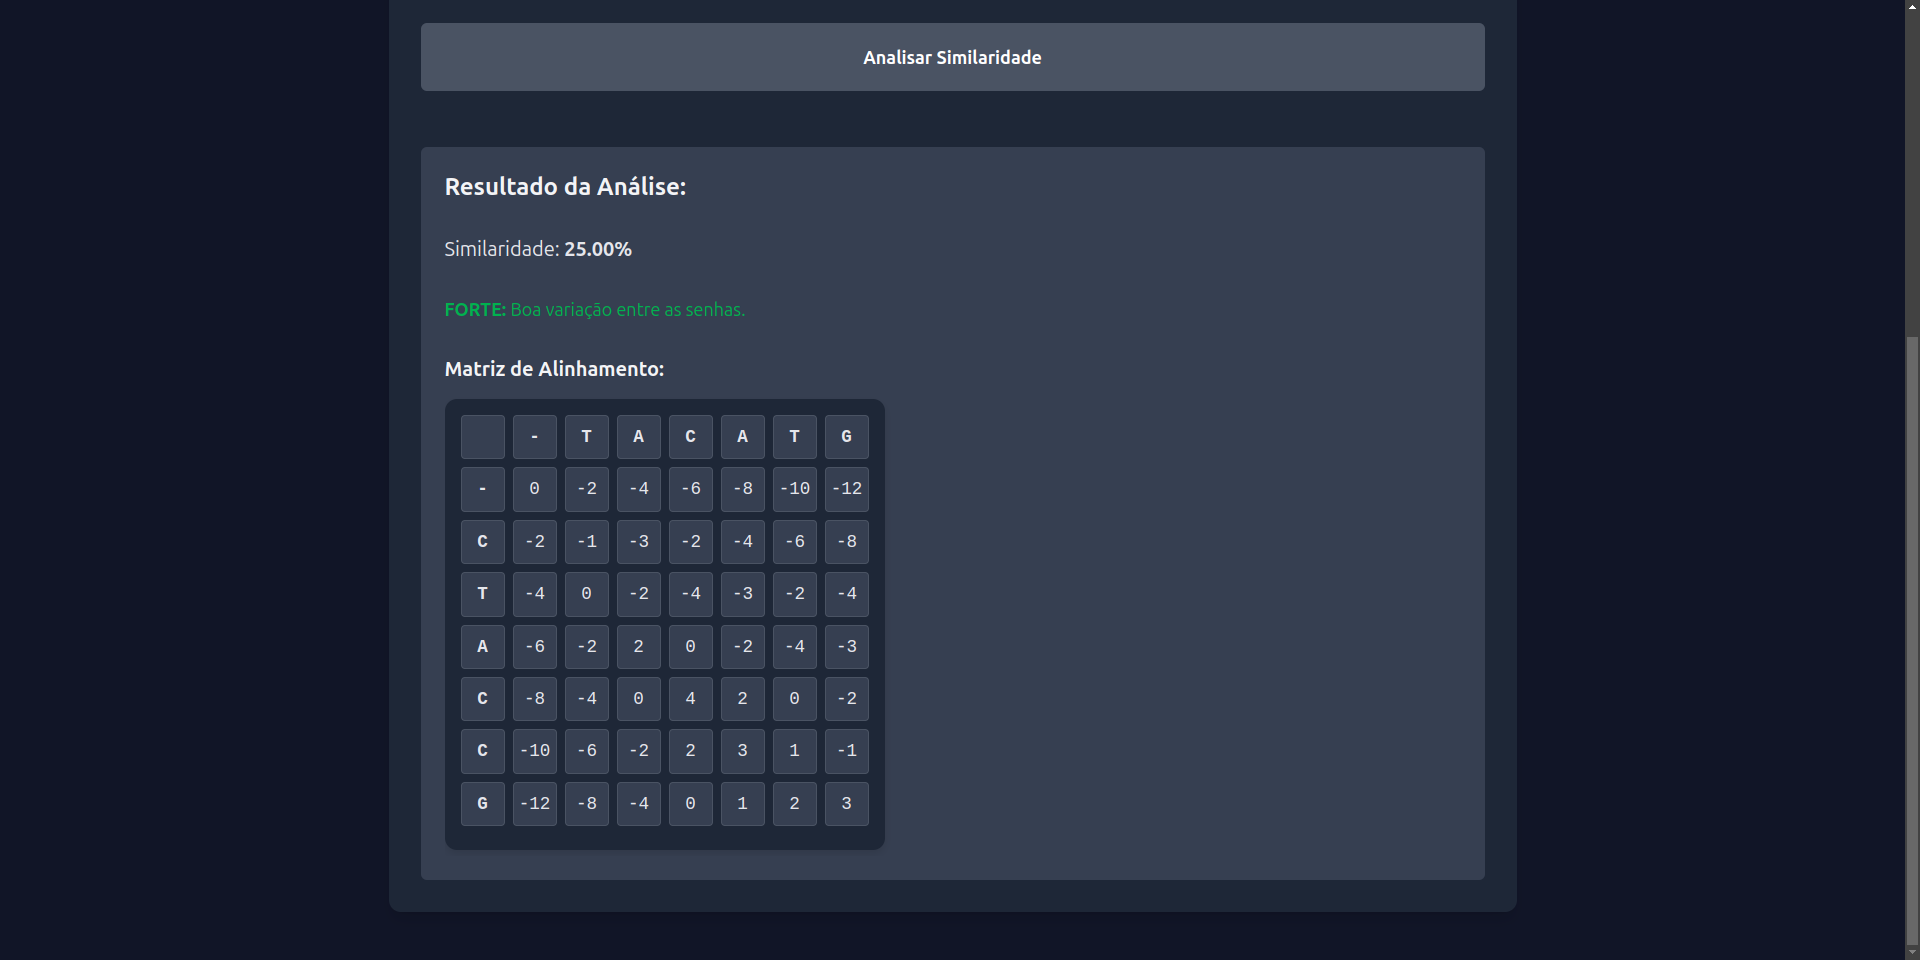 Analisar Similaridade
Resultado da Análise:
Similaridade: 25.00%
FORTE: Boa variação entre as senhas.
Matriz de Alinhamento:
- T A C A T G
- 0 -2 -4 -6 -8 -10 -12
C -2 -1 -3 -2 -4 -6 -8
T -4 0 -2 -4 -3 -2 -4
A -6 -2 2 0 -2 -4 -3
C -8 -4 0 4 2 0 -2
C -10 -6 -2 2 3 1 -1
G -12 -8 -4 0 1 2 3